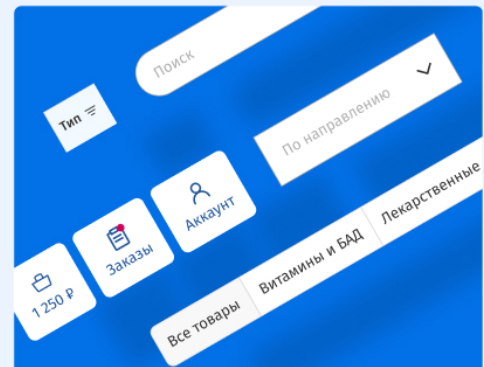 Поиск
Тип
По направлению
Аккаунт
Заказы
1 250 ₽
Все товары
Витамины и БАД
Лекарственные